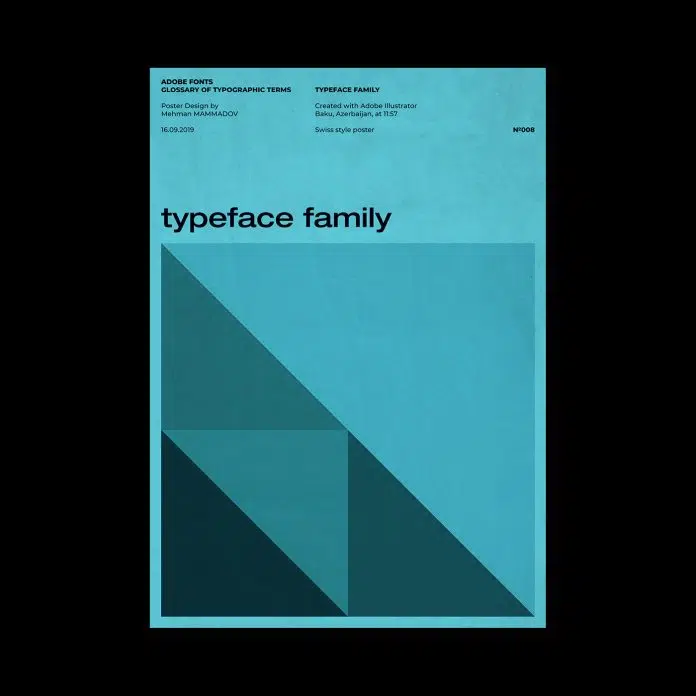 ADOBE FONTS
GLOSSARY OF TYPOGRAPHIC TERMS
Poster Design by
Mehman MAMMADOV
16.09.2019
TYPEFACE FAMILY
Created with Adobe Illustrator
Baku, Azerbaijan, at 11:57
Swiss style poster
№008
typeface family